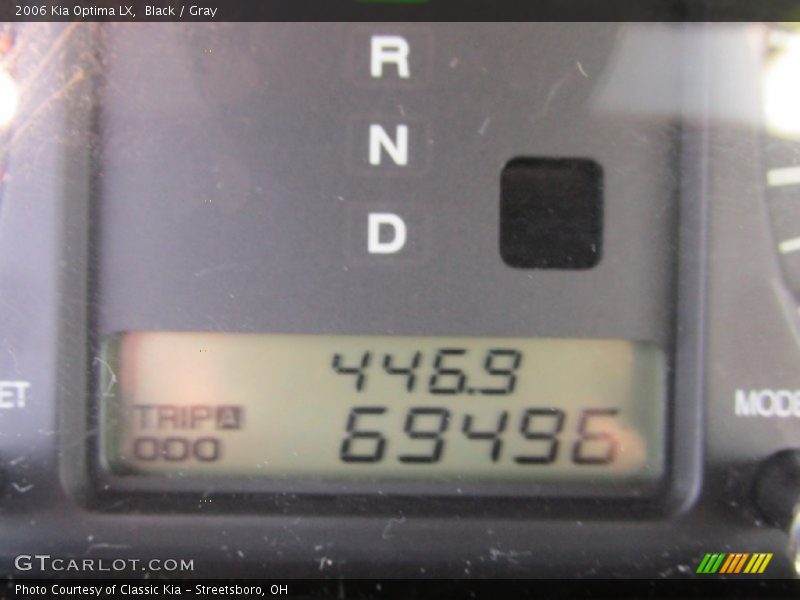 2006 Kia Optima LX, Black / Gray
R
N
D
446.9
TRIP A
ODO 69496
ET
MODE
GTCARLOT.COM
Photo Courtesy of Classic Kia - Streetsboro, OH